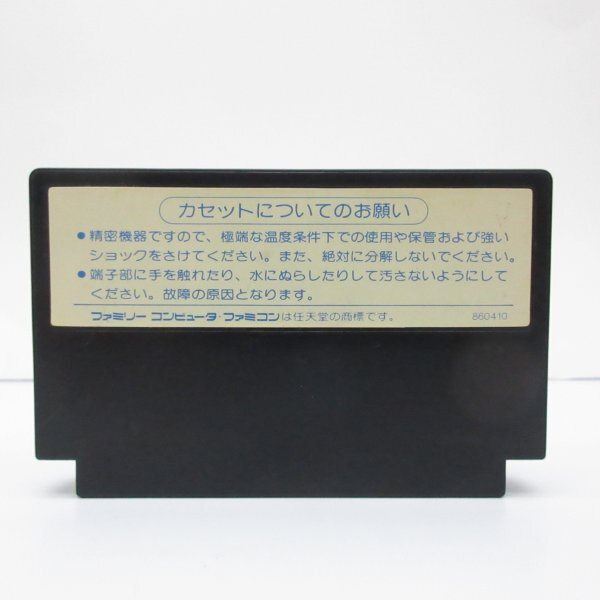 カセットについてのお願い
●精密機器ですので、極端な温度条件下での使用や保管および強い
ショックをさけてください。また、絶対に分解しないでください。
●端子部に手を触れたり、水にぬらしたりして汚さないようにして
ください。故障の原因となります。
ファミリー コンピュータ・ファミコンは任天堂の商標です。 860410